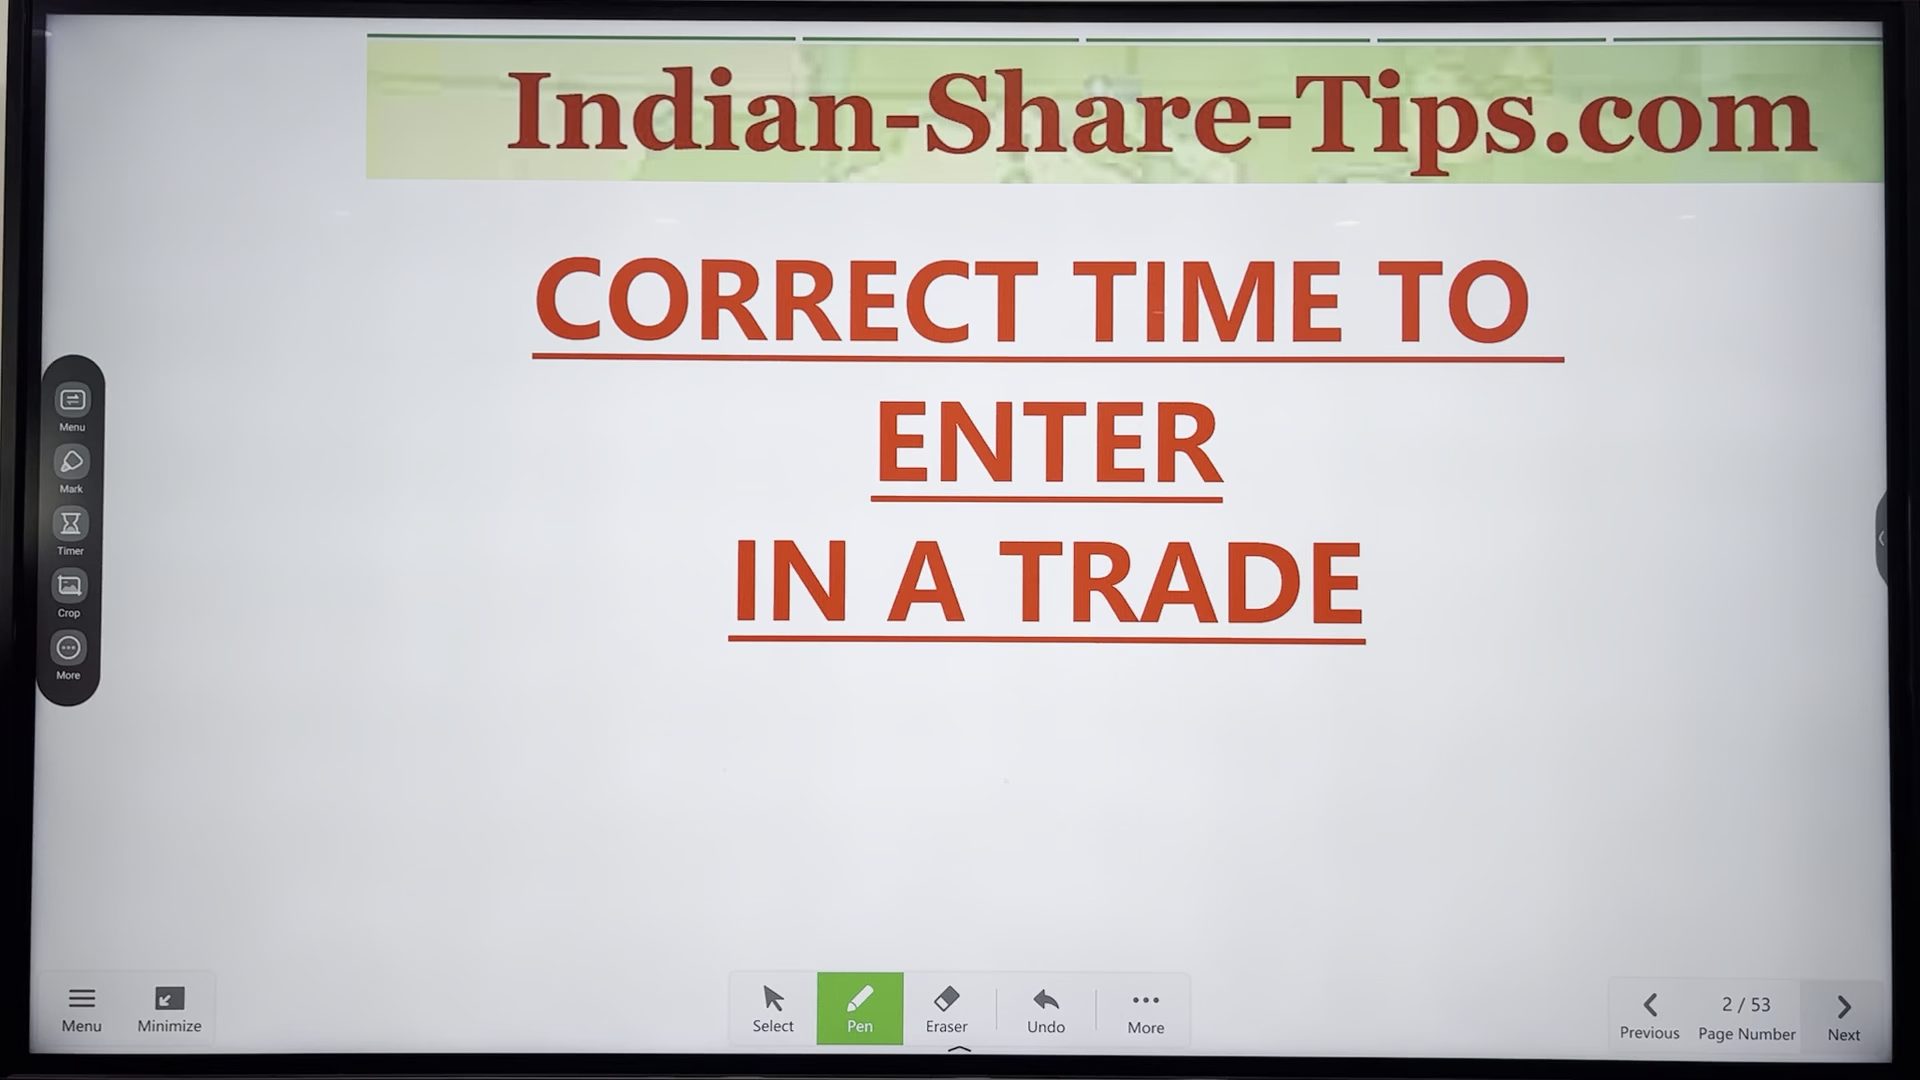 Indian-Share-Tips.com
CORRECT TIME TO
ENTER
IN A TRADE
Menu
Mark
Timer
Crop
More
Menu
Minimize
Select
Pen
Eraser
Undo
More
Previous
2 / 53
Page Number
Next